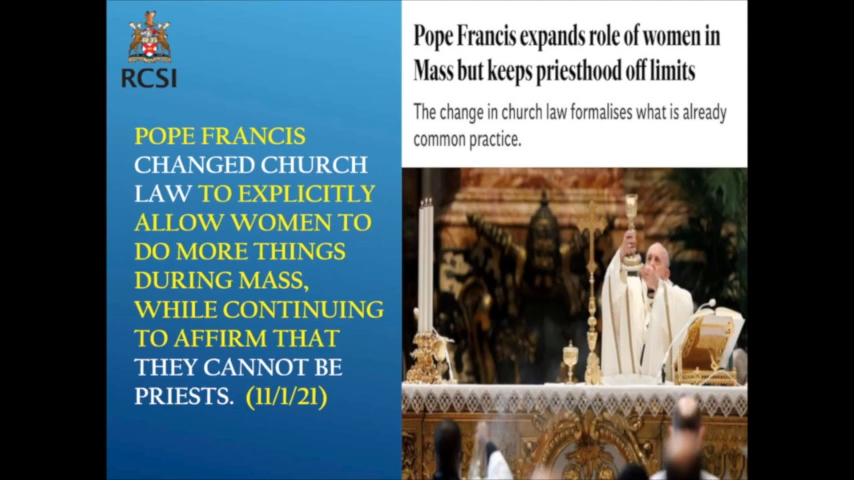 RCSI
POPE FRANCIS
CHANGED CHURCH
LAW TO EXPLICITLY
ALLOW WOMEN TO
DO MORE THINGS
DURING MASS,
WHILE CONTINUING
TO AFFIRM THAT
THEY CANNOT BE
PRIESTS. (11/1/21)
Pope Francis expands role of women in
Mass but keeps priesthood off limits
The change in church law formalises what is already
common practice.